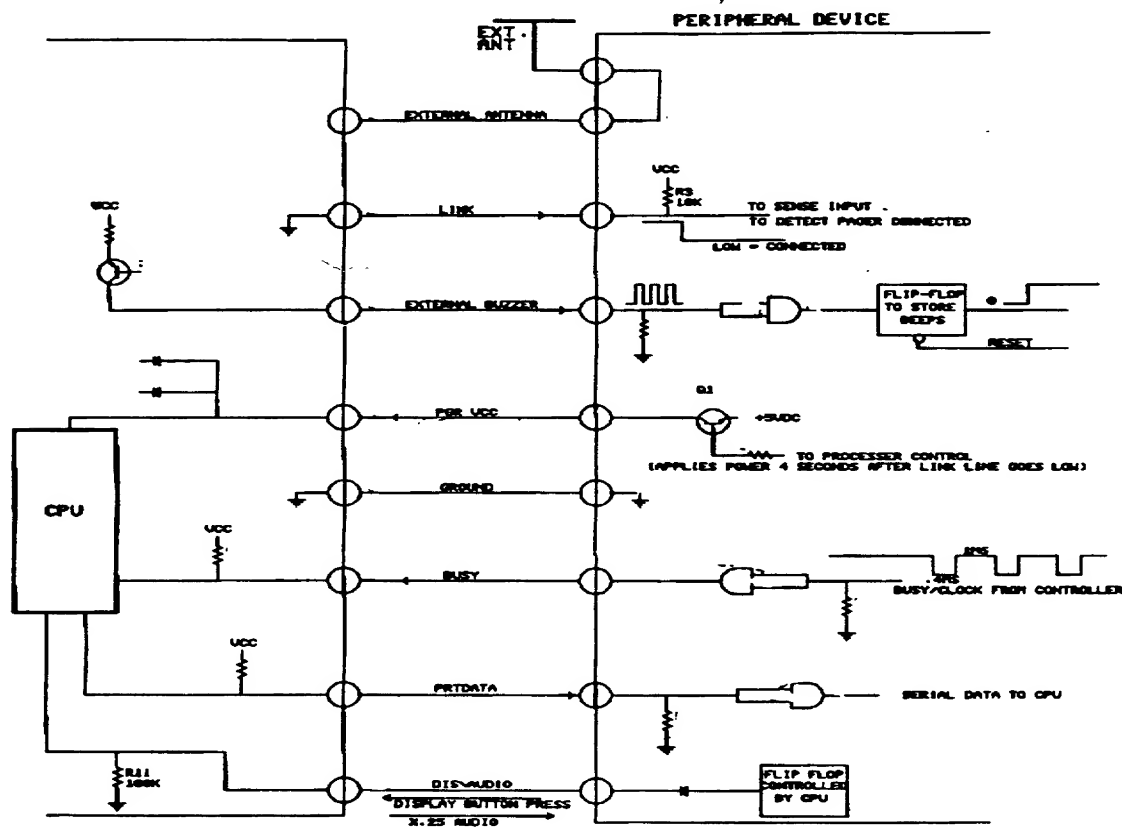 PERIPHERAL DEVICE
EXT.
ANT
EXTERNAL ANTENNA
VCC
R3
10K
LINK
TO SENSE INPUT
TO DETECT PAGER CONNECTED
LOW = CONNECTED
VCC
EXTERNAL BUZZER
FLIP-FLOP
TO STORE
BEEPS
RESET
Q1
PGR VCC
+5VDC
TO PROCESSER CONTROL
(APPLIES POWER 4 SECONDS AFTER LINK LINE GOES LOW)
GROUND
CPU
VCC
BUSY
8MS
.4MS
BUSY/CLOCK FROM CONTROLLER
VCC
PRTDATA
SERIAL DATA TO CPU
R11
100K
DIS\AUDIO
DISPLAY BUTTON PRESS
X.25 AUDIO
FLIP FLOP
CONTROLLED
BY CPU